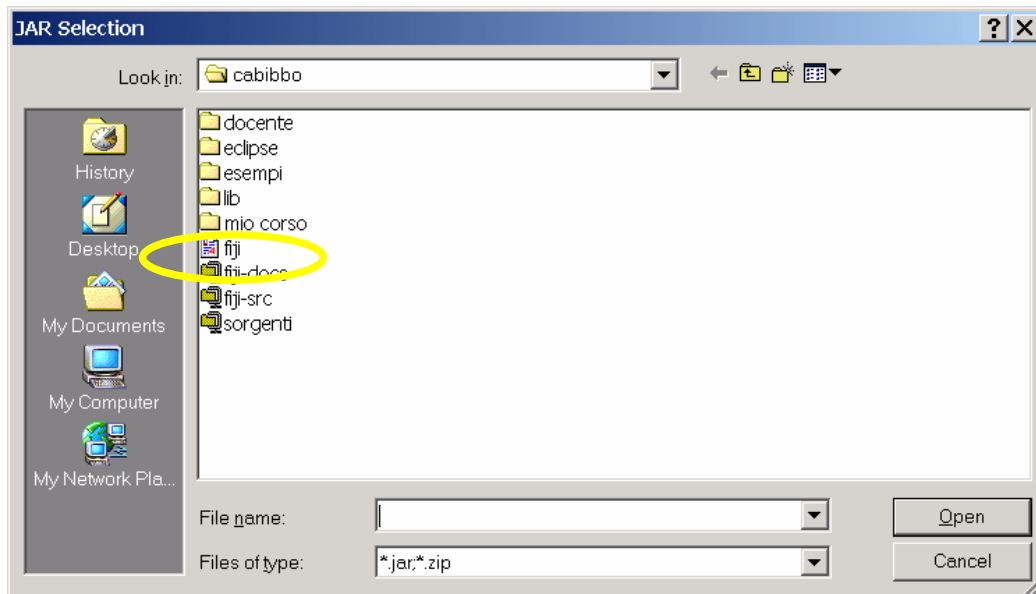 JAR Selection
Look in: cabibbo
History
Desktop
My Documents
My Computer
My Network Pla...
docente
eclipse
esempi
lib
mio corso
fiji
fiji-docs
fiji-src
sorgenti
File name:
Open
Files of type: *.jar;*.zip
Cancel